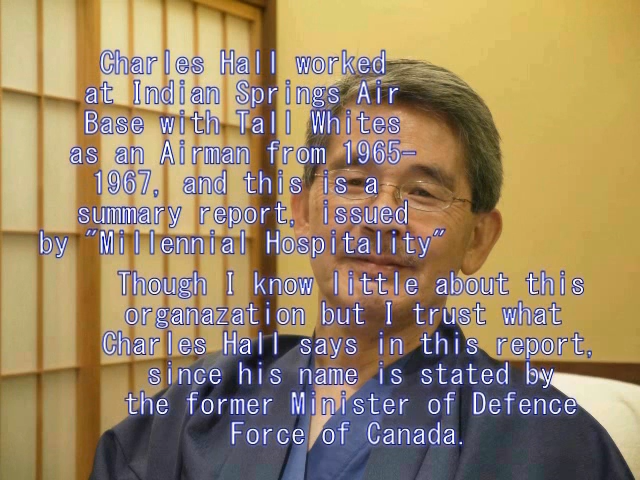 Charles Hall worked
at Indian Springs Air
Base with Tall Whites
as an Airman from 1965-
1967, and this is a
summary report, issued
by "Millennial Hospitality"
Though I know little about this
organazation but I trust what
Charles Hall says in this report,
since his name is stated by
the former Minister of Defence
Force of Canada.